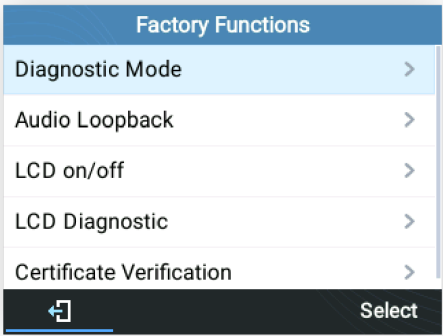 Factory Functions
Diagnostic Mode
Audio Loopback
LCD on/off
LCD Diagnostic
Certificate Verification
Select